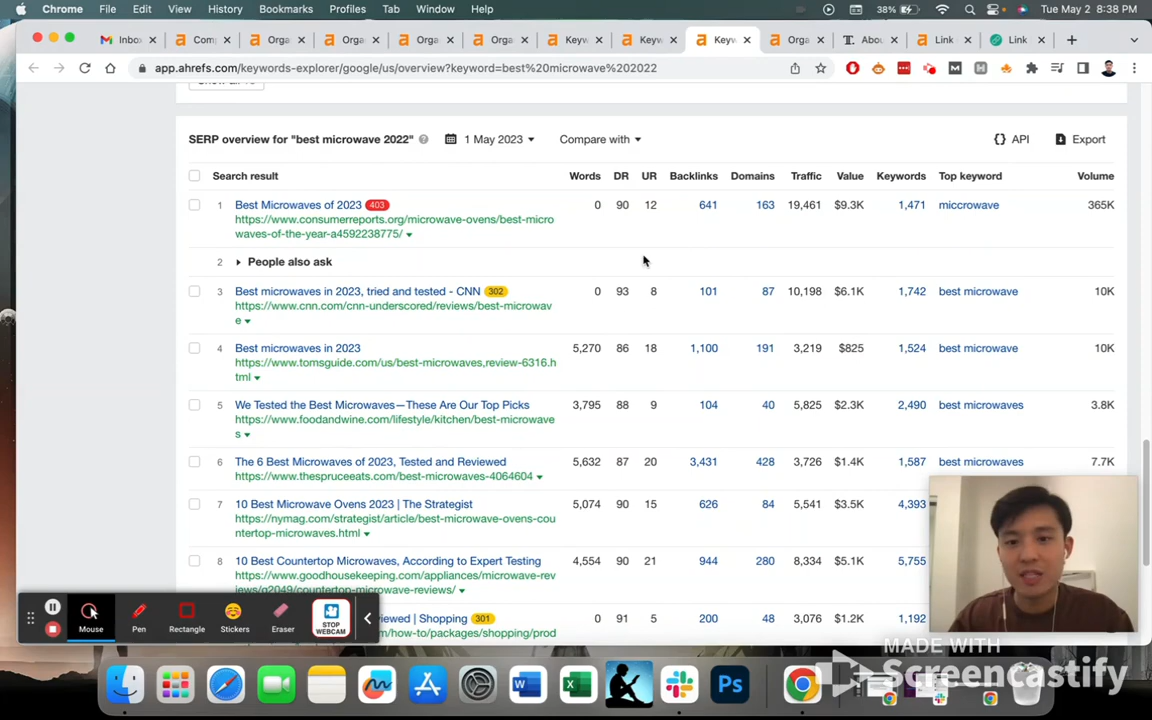 Chrome File Edit View History Bookmarks Profiles Tab Window Help 38% Tue May 2 8:38 PM
Inbo Com Orga Orga Orga Orga Keyw Keyw Keyw Orga T. Abou Link Link
app.ahrefs.com/keywords-explorer/google/us/overview?keyword=best%20microwave%202022
SERP overview for "best microwave 2022" ? 1 May 2023 Compare with API Export
Search result Words DR UR Backlinks Domains Traffic Value Keywords Top keyword Volume
1 Best Microwaves of 2023 403 0 90 12 641 163 19,461 $9.3K 1,471 miccrowave 365K
https://www.consumerreports.org/microwave-ovens/best-micro
waves-of-the-year-a4592238775/
2 People also ask
3 Best microwaves in 2023, tried and tested - CNN 302 0 93 8 101 87 10,198 $6.1K 1,742 best microwave 10K
https://www.cnn.com/cnn-underscored/reviews/best-microwav
e
4 Best microwaves in 2023 5,270 86 18 1,100 191 3,219 $825 1,524 best microwave 10K
https://www.tomsguide.com/us/best-microwaves,review-6316.h
tml
5 We Tested the Best Microwaves—These Are Our Top Picks 3,795 88 9 104 40 5,825 $2.3K 2,490 best microwaves 3.8K
https://www.foodandwine.com/lifestyle/kitchen/best-microwave
s
6 The 6 Best Microwaves of 2023, Tested and Reviewed 5,632 87 20 3,431 428 3,726 $1.4K 1,587 best microwaves 7.7K
https://www.thespruceeats.com/best-microwaves-4064604
7 10 Best Microwave Ovens 2023 | The Strategist 5,074 90 15 626 84 5,541 $3.5K 4,393
https://nymag.com/strategist/article/best-microwave-ovens-cou
ntertop-microwaves.html
8 10 Best Countertop Microwaves, According to Expert Testing 4,554 90 21 944 280 8,334 $5.1K 5,755
https://www.goodhousekeeping.com/appliances/microwave-rev
iews/g2049/countertop-microwave-reviews/
viewed | Shopping 301 0 91 5 200 48 3,076 $1.2K 1,192
om/how-to/packages/shopping/prod
Mouse Pen Rectangle Stickers Eraser STOP
WEBCAM
MADE WITH
Screencastify